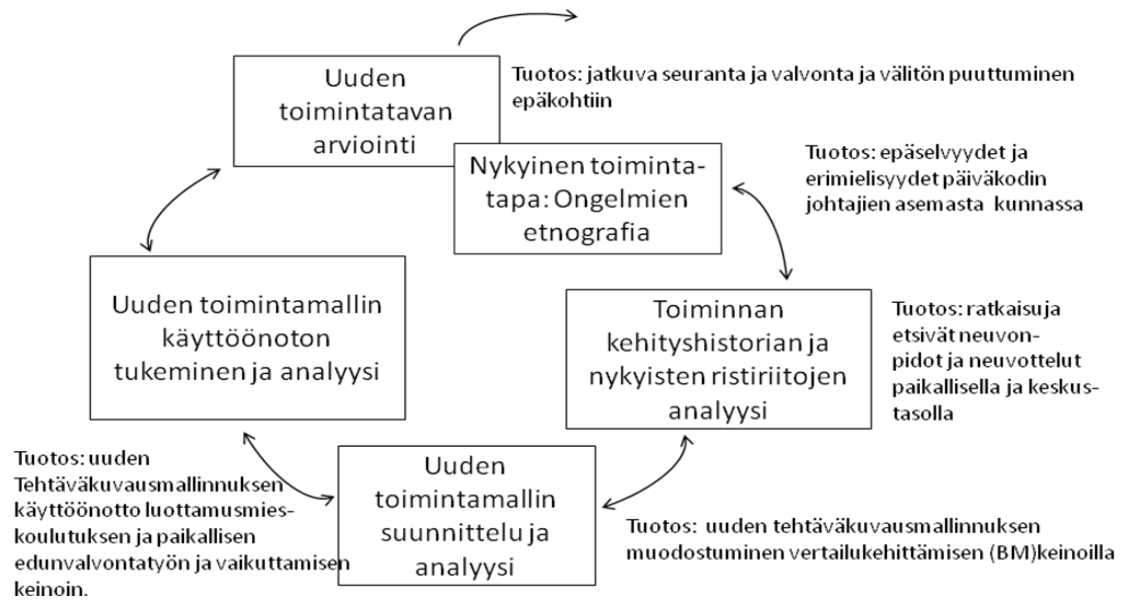 Uuden
toimintatavan
arviointi
Tuotos: jatkuva seuranta ja valvonta ja välitön puuttuminen
epäkohtiin
Nykyinen toiminta-
tapa: Ongelmien
etnografia
Tuotos: epäselvyydet ja
erimielisyydet päiväkodin
johtajien asemasta kunnassa
Toiminnan
kehityshistorian ja
nykyisten ristiriitojen
analyysi
Tuotos: ratkaisuja
etsivät neuvon-
pidot ja neuvottelut
paikallisella ja keskus-
tasolla
Uuden
toimintamallin
suunnittelu ja
analyysi
Tuotos: uuden tehtäväkuvausmallinnuksen
muodostuminen vertailukehittämisen (BM)keinoilla
Uuden toimintamallin
käyttöönoton
tukeminen ja analyysi
Tuotos: uuden
Tehtäväkuvausmallinnuksen
käyttöönotto luottamusmies-
koulutuksen ja paikallisen
edunvalvontatyön ja vaikuttamisen
keinoin.